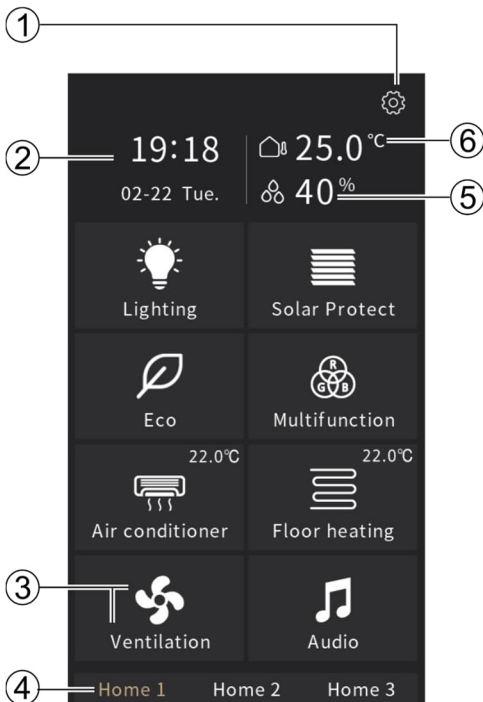 1
19:18
25.0 °C
6
2
02-22 Tue.
40 %
5
Lighting
Solar Protect
R
G B
Eco
Multifunction
22.0℃
22.0℃
Air conditioner
Floor heating
3
Ventilation
Audio
4
Home 1
Home 2
Home 3